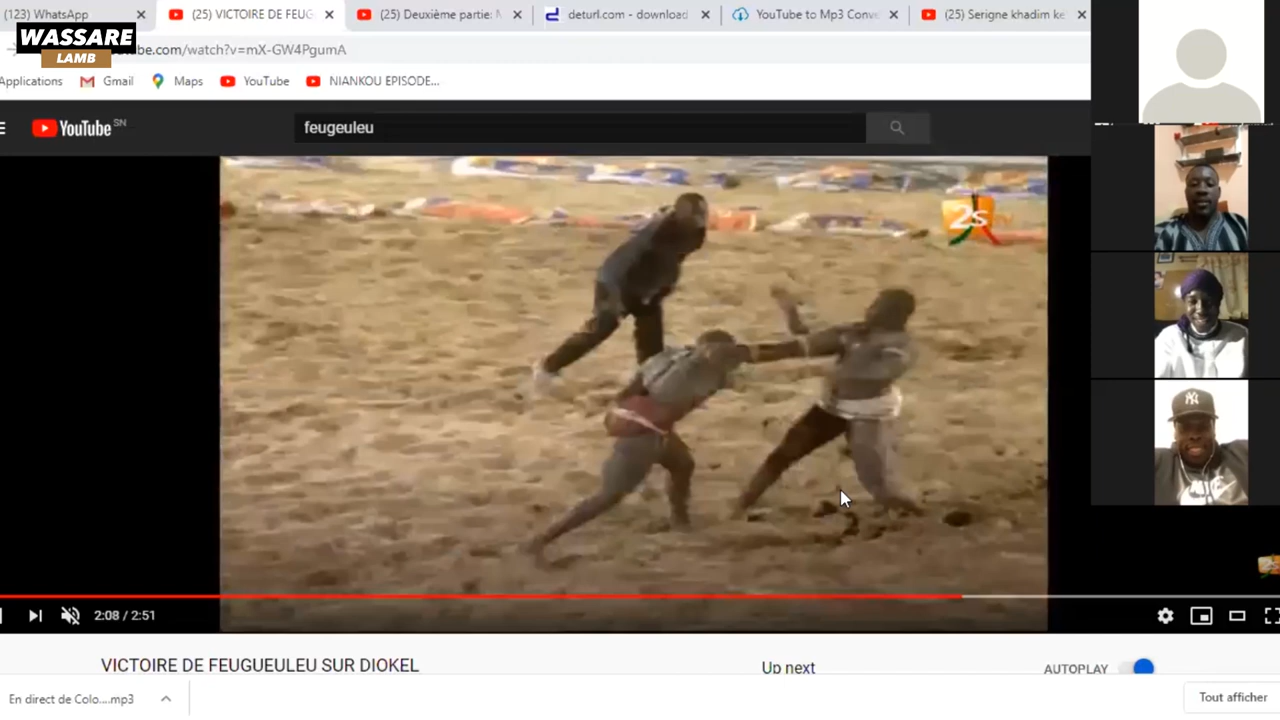 (123) WhatsApp
(25) VICTOIRE DE FEUG
(25) Deuxième partie:
deturl.com - download
YouTube to Mp3 Conve
(25) Serigne khadim ke
WASSARE
LAMB
tube.com/watch?v=mX-GW4PgumA
Applications
Gmail
Maps
YouTube
NIANKOU EPISODE...
YouTube SN
feugeuleu
2s
2:08 / 2:51
VICTOIRE DE FEUGUEULEU SUR DIOKEL
Up next
AUTOPLAY
En direct de Colo....mp3
Tout afficher